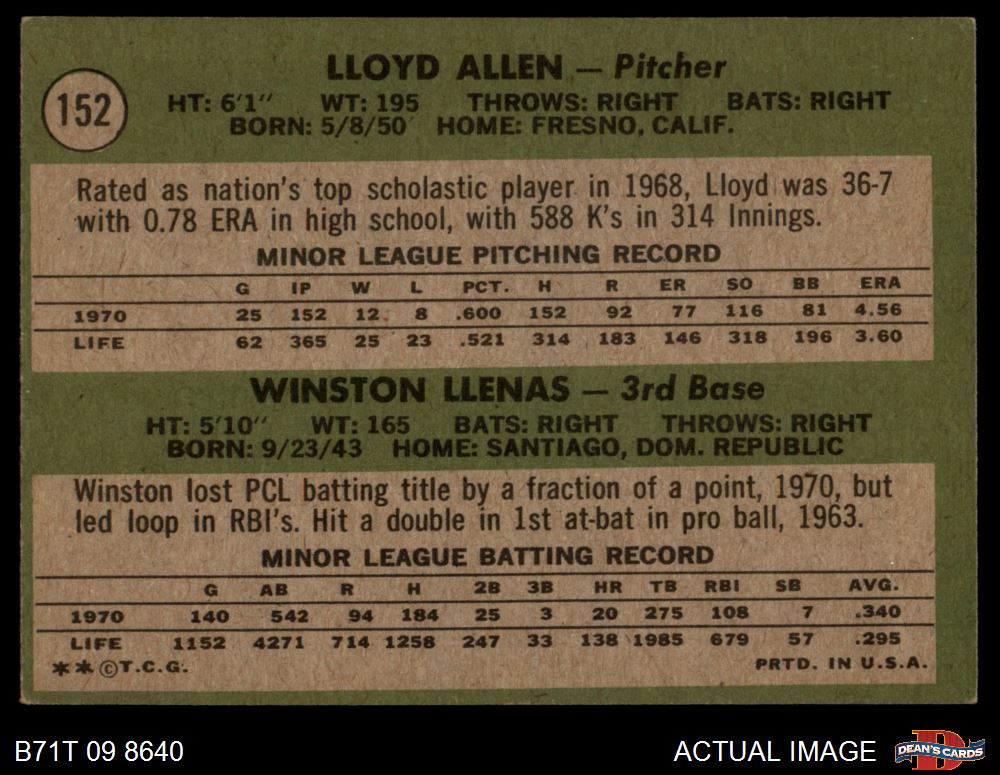 152
LLOYD ALLEN — Pitcher
HT: 6'1" WT: 195 THROWS: RIGHT BATS: RIGHT
BORN: 5/8/50 HOME: FRESNO, CALIF.
Rated as nation's top scholastic player in 1968, Lloyd was 36-7
with 0.78 ERA in high school, with 588 K's in 314 Innings.
MINOR LEAGUE PITCHING RECORD
G IP W L PCT. H R ER SO BB ERA
1970 25 152 12 8 .600 152 92 77 116 81 4.56
LIFE 62 365 25 23 .521 314 183 146 318 196 3.60
WINSTON LLENAS — 3rd Base
HT: 5'10" WT: 165 BATS: RIGHT THROWS: RIGHT
BORN: 9/23/43 HOME: SANTIAGO, DOM. REPUBLIC
Winston lost PCL batting title by a fraction of a point, 1970, but
led loop in RBI's. Hit a double in 1st at-bat in pro ball, 1963.
MINOR LEAGUE BATTING RECORD
G AB R H 2B 3B HR TB RBI SB AVG.
1970 140 542 94 184 25 3 20 275 108 7 .340
LIFE 1152 4271 714 1258 247 33 138 1985 679 57 .295
**©T.C.G. PRTD. IN U.S.A.
B71T 09 8640 ACTUAL IMAGE DEAN'S CARDS